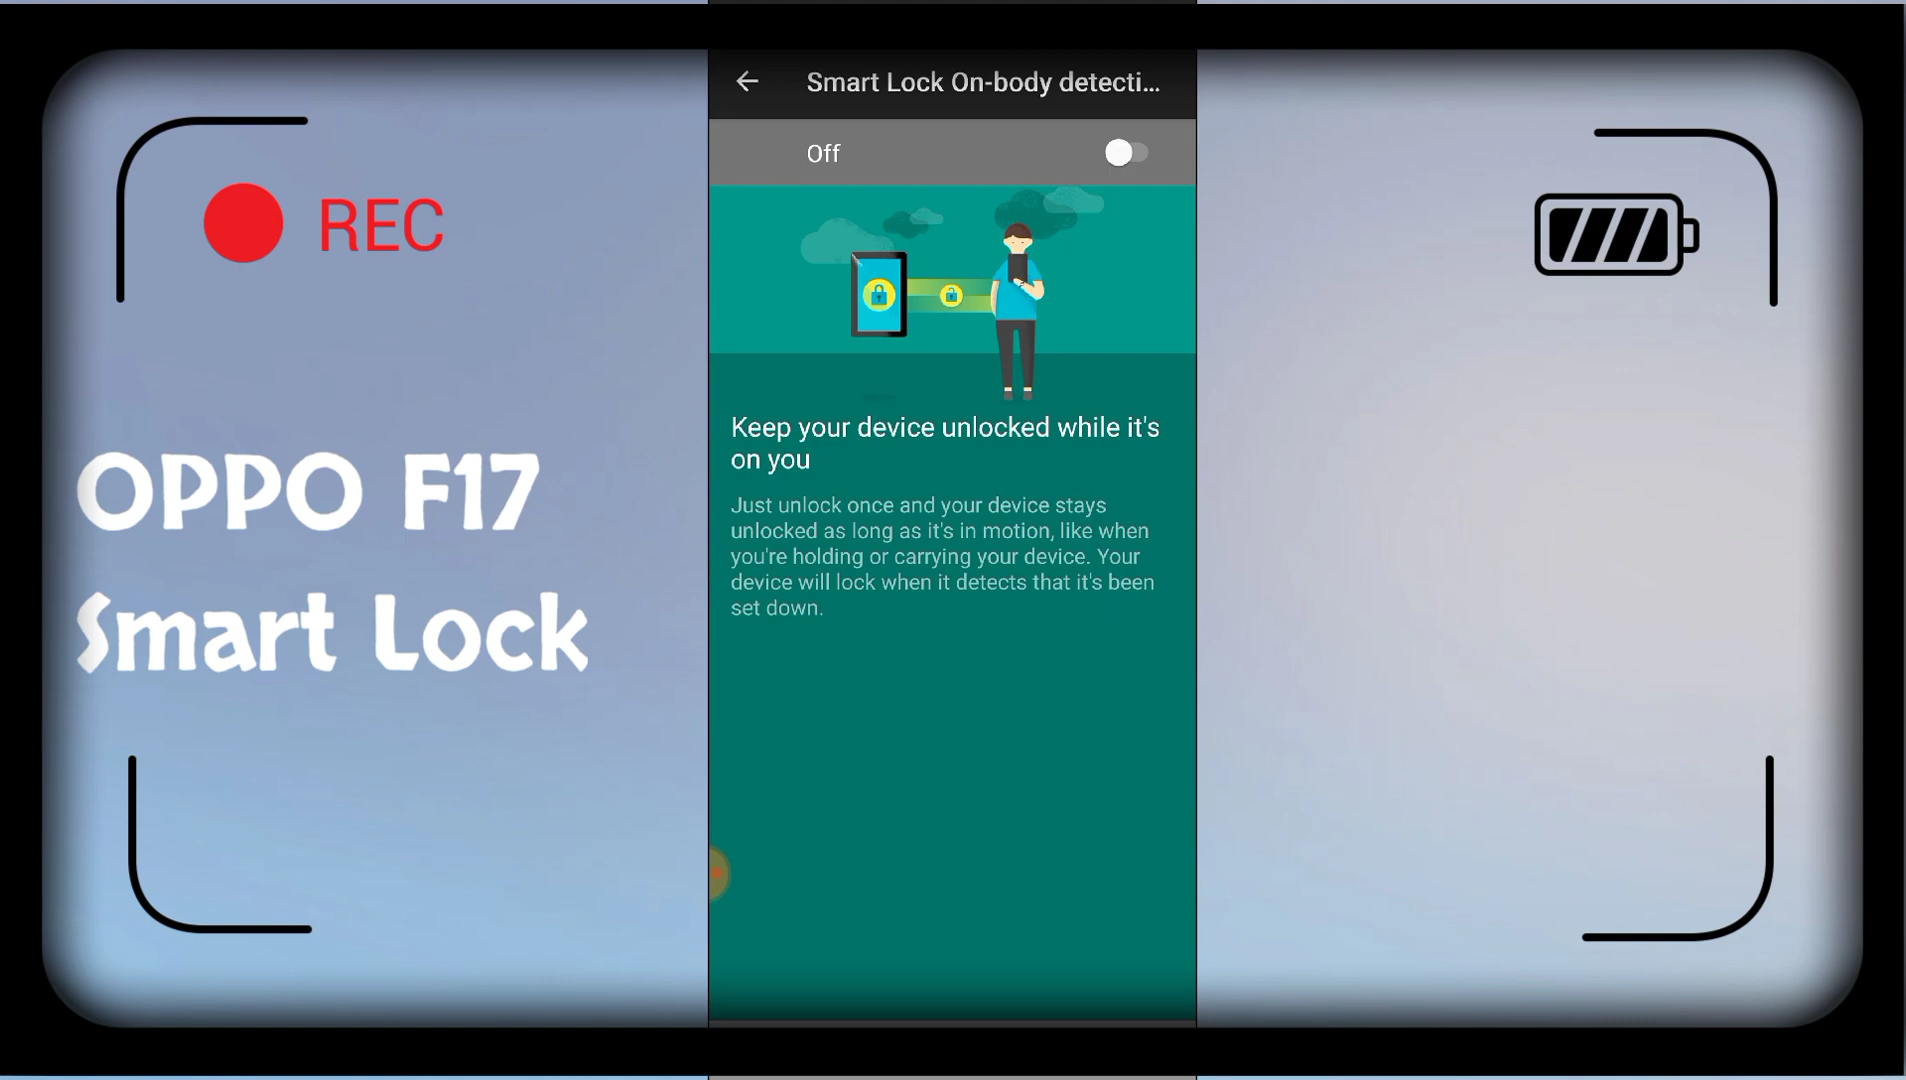 Smart Lock On-body detecti...
Off
REC
OPPO F17
Smart Lock
Keep your device unlocked while it's
on you
Just unlock once and your device stays
unlocked as long as it's in motion, like when
you're holding or carrying your device. Your
device will lock when it detects that it's been
set down.